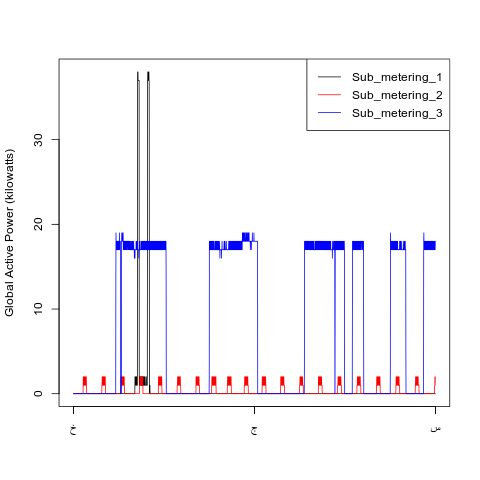 Sub_metering_1
Sub_metering_2
Sub_metering_3
Global Active Power (kilowatts)
30
20
10
0
خ ج س